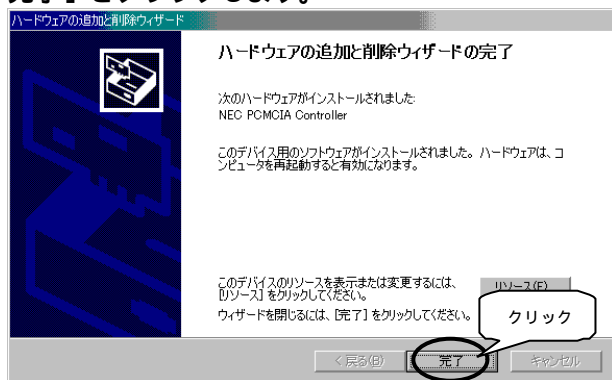 完了】をクリックします。
ハードウェアの追加と削除ウィザード
ハードウェアの追加と削除ウィザードの完了
次のハードウェアがインストールされました:
NEC PCMCIA Controller
このデバイス用のソフトウェアがインストールされました。ハードウェアは、コ
ンピュータを再起動すると有効になります。
このデバイスのリソースを表示または変更するには、
[リソース] をクリックしてください。
リソース(E)
ウィザードを閉じるには、[完了] をクリックしてください。
クリック
< 戻る(B)
完了
キャンセル